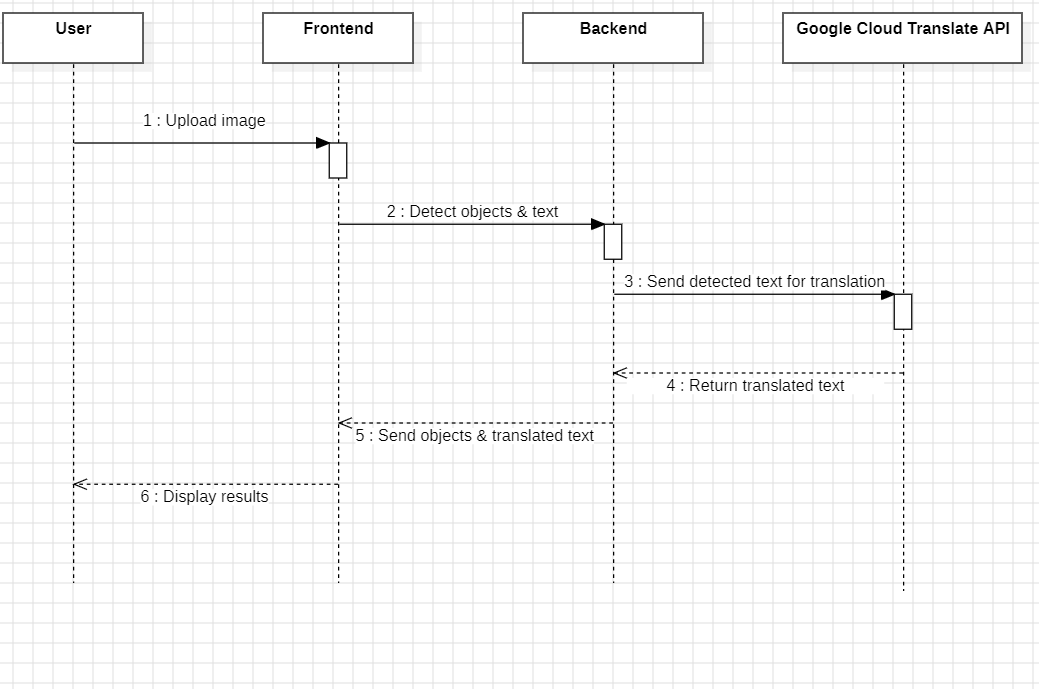 User
Frontend
Backend
Google Cloud Translate API
1 : Upload image
2 : Detect objects & text
3 : Send detected text for translation
4 : Return translated text
5 : Send objects & translated text
6 : Display results